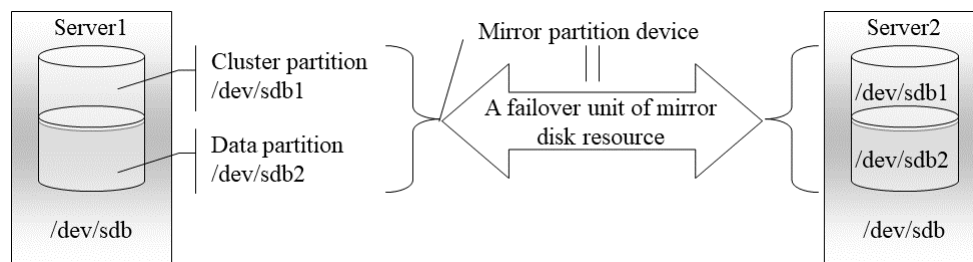 Server1
Cluster partition
/dev/sdb1
Data partition
/dev/sdb2
/dev/sdb
Mirror partition device
A failover unit of mirror
disk resource
Server2
/dev/sdb1
/dev/sdb2
/dev/sdb